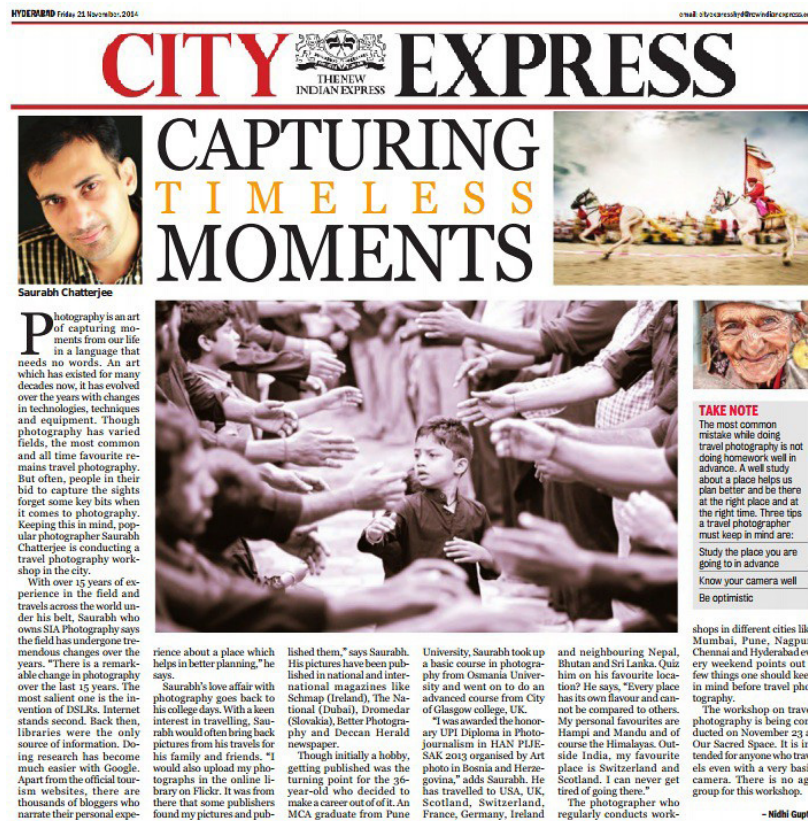 HYDERABAD Friday 21 November, 2014
email: cityexpresshyd@newindianexpress.co
CITY
THE NEW
INDIAN EXPRESS
EXPRESS
CAPTURING
TIMELESS
MOMENTS
Saurabh Chatterjee
Photography is an art
of capturing mo-
ments from our life
in a language that
needs no words. An art
which has existed for many
decades now, it has evolved
over the years with changes
in technologies, techniques
and equipment. Though
photography has varied
fields, the most common
and all time favourite re-
mains travel photography.
But often, people in their
bid to capture the sights
forget some key bits when
it comes to photography.
Keeping this in mind, pop-
ular photographer Saurabh
Chatterjee is conducting a
travel photography work-
shop in the city.
With over 15 years of ex-
perience in the field and
travels across the world un-
der his belt, Saurabh who
owns SIA Photography says
the field has undergone tre-
mendous changes over the
years. "There is a remark-
able change in photography
over the last 15 years. The
most salient one is the in-
vention of DSLRs. Internet
stands second. Back then,
libraries were the only
source of information. Do-
ing research has become
much easier with Google.
Apart from the official tour-
ism websites, there are
thousands of bloggers who
narrate their personal expe-
rience about a place which
helps in better planning," he
says.
Saurabh's love affair with
photography goes back to
his college days. With a keen
interest in travelling, Sau-
rabh would often bring back
pictures from his travels for
his family and friends. "I
would also upload my pho-
tographs in the online li-
brary on Flickr. It was from
there that some publishers
found my pictures and pub-
lished them," says Saurabh.
His pictures have been pub-
lished in national and inter-
national magazines like
Schmap (Ireland), The Na-
tional (Dubai), Dromedar
(Slovakia), Better Photogra-
phy and Deccan Herald
newspaper.
Though initially a hobby,
getting published was the
turning point for the 36-
year-old who decided to
make a career out of of it. An
MCA graduate from Pune
University, Saurabh took up
a basic course in photogra-
phy from Osmania Univer-
sity and went on to do an
advanced course from City
of Glasgow college, UK.
"I was awarded the honor-
ary UPI Diploma in Photo-
journalism in HAN PIJE-
SAK 2013 organised by Art
photo in Bosnia and Herze-
govina," adds Saurabh. He
has travelled to USA, UK,
Scotland, Switzerland,
France, Germany, Ireland
and neighbouring Nepal,
Bhutan and Sri Lanka. Quiz
him on his favourite loca-
tion? He says, "Every place
has its own flavour and can-
not be compared to others.
My personal favourites are
Hampi and Mandu and of
course the Himalayas. Out-
side India, my favourite
place is Switzerland and
Scotland. I can never get
tired of going there."
The photographer who
regularly conducts work-
TAKE NOTE
The most common
mistake while doing
travel photography is not
doing homework well in
advance. A well study
about a place helps us
plan better and be there
at the right place and at
the right time. Three tips
a travel photographer
must keep in mind are:
Study the place you are
going to in advance
Know your camera well
Be optimistic
shops in different cities lik
Mumbai, Pune, Nagpu
Chennai and Hyderabad ev
ery weekend points out
few things one should kee
in mind before travel pho
tography.
The workshop on trave
photography is being con
ducted on November 23 a
Our Sacred Space. It is in
tended for anyone who trav
els even with a very basi
camera. There is no ag
group for this workshop.
– Nidhi Gupt